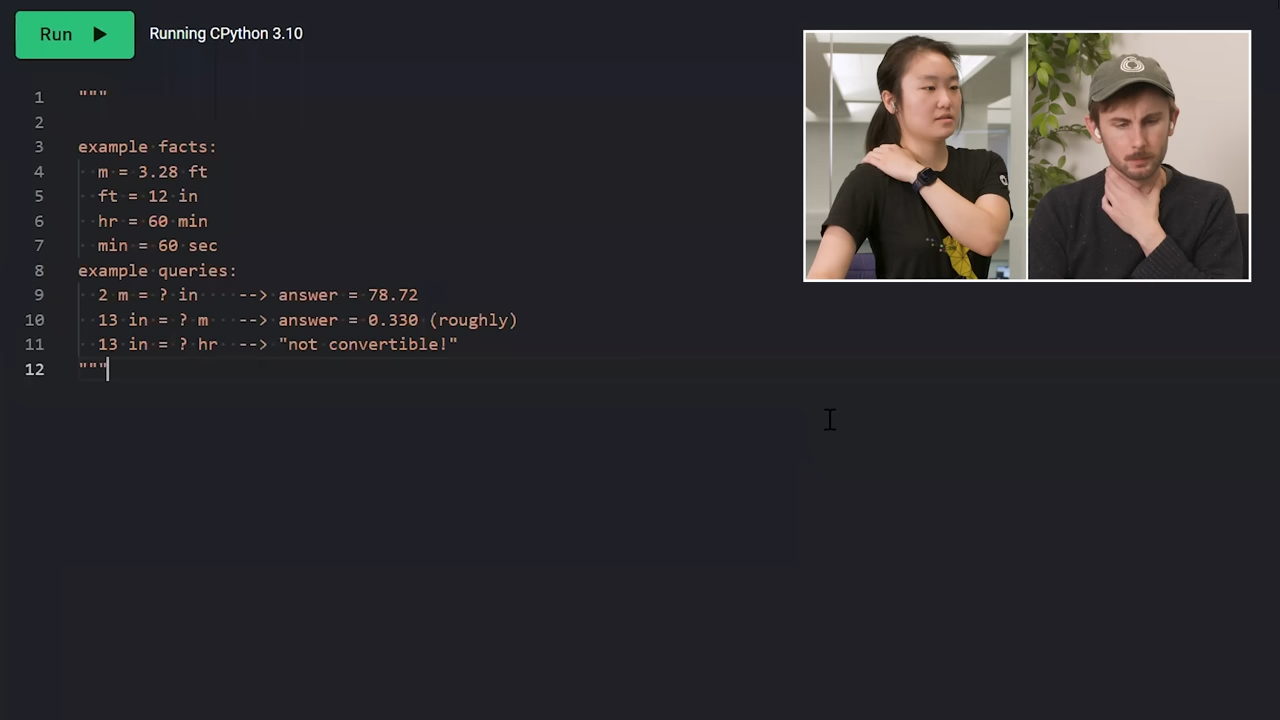 Run
Running CPython 3.10
1 """
2
3 example facts:
4 m = 3.28 ft
5 ft = 12 in
6 hr = 60 min
7 min = 60 sec
8 example queries:
9 2 m = ? in --> answer = 78.72
10 13 in = ? m --> answer = 0.330 (roughly)
11 13 in = ? hr --> "not convertible!"
12 """